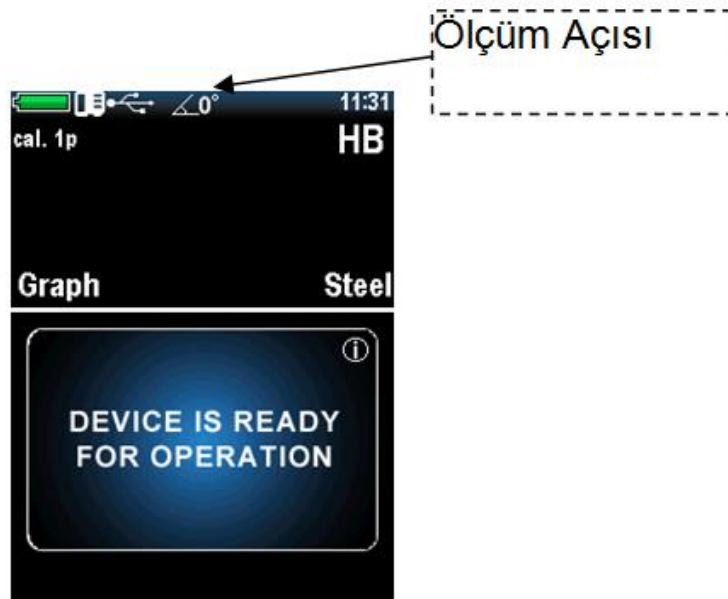 Ölçüm Açısı
0° 11:31
cal. 1p HB
Graph Steel
DEVICE IS READY
FOR OPERATION